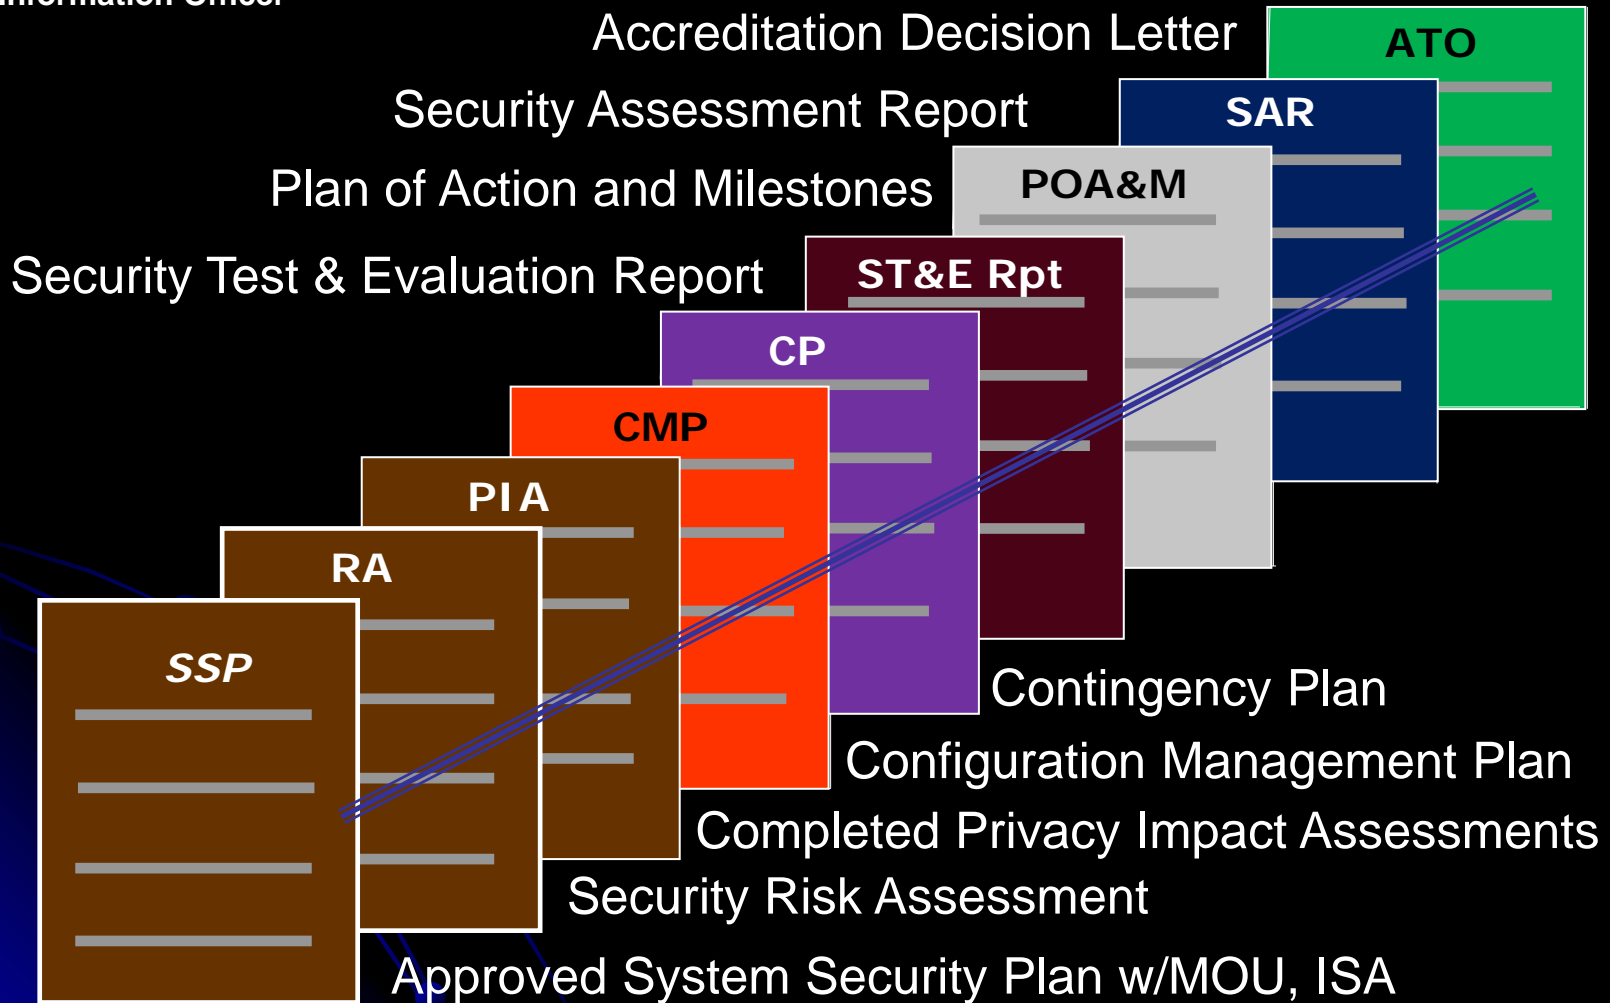 Information Officer
Accreditation Decision Letter
ATO
Security Assessment Report
SAR
Plan of Action and Milestones
POA&M
Security Test & Evaluation Report
ST&E Rpt
CP
CMP
PIA
RA
SSP
Contingency Plan
Configuration Management Plan
Completed Privacy Impact Assessments
Security Risk Assessment
Approved System Security Plan w/MOU, ISA